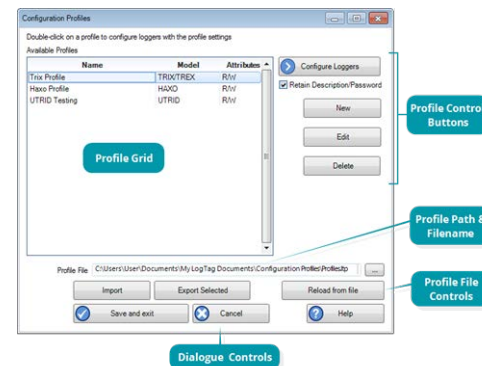 Configuration Profiles
Double-click on a profile to configure loggers with the profile settings
Available Profiles
Name Model Attributes
Trix Profile TRIX/TREX R/W
Haxo Profile HAXO R/W
UTRID Testing UTRID R/W
Configure Loggers
Retain Description/Password
New
Edit
Delete
Profile Control
Buttons
Profile Grid
Profile Path &
Filename
Profile File C:\Users\User\Documents\My LogTag Documents\Configuration Profiles\Profiles.ltp ...
Import Export Selected Reload from file
Profile File
Controls
Save and exit Cancel Help
Dialogue Controls